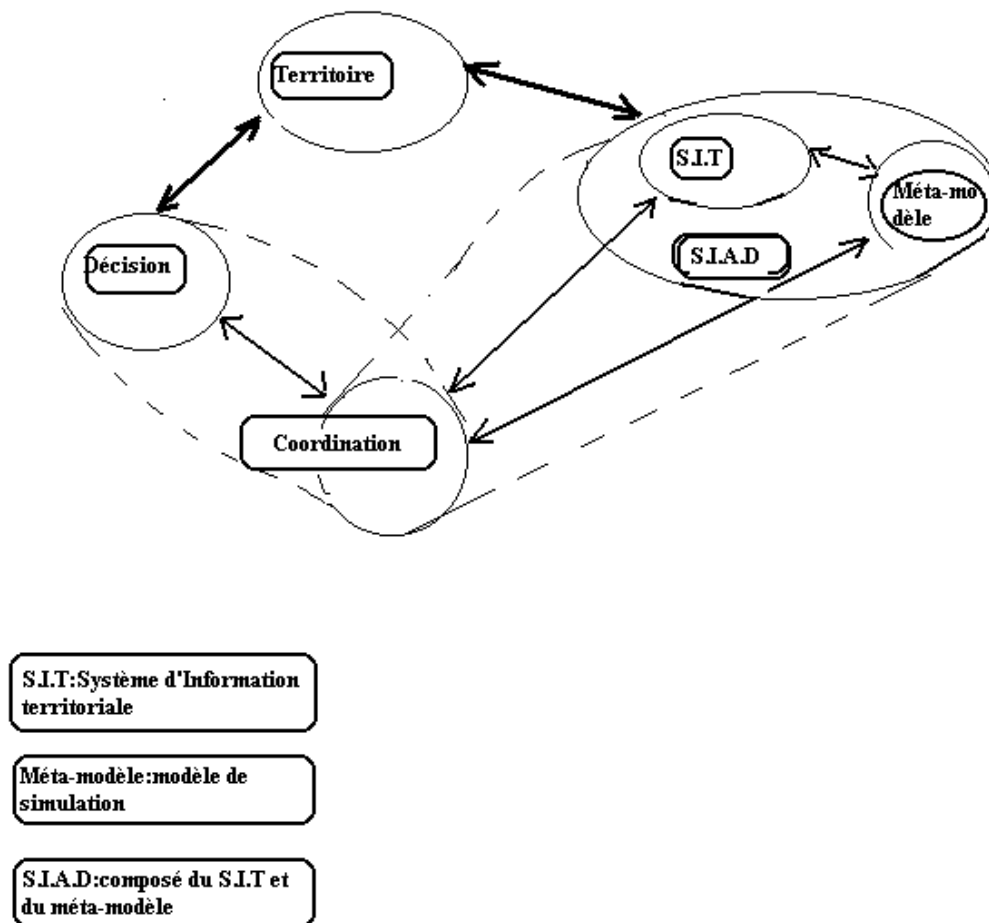 Territoire
S.I.T
Méta-mo
dèle
S.I.A.D
Décision
Coordination
S.I.T:Système d'Information
territoriale
Méta-modèle:modèle de
simulation
S.I.A.D:composé du S.I.T et
du méta-modèle